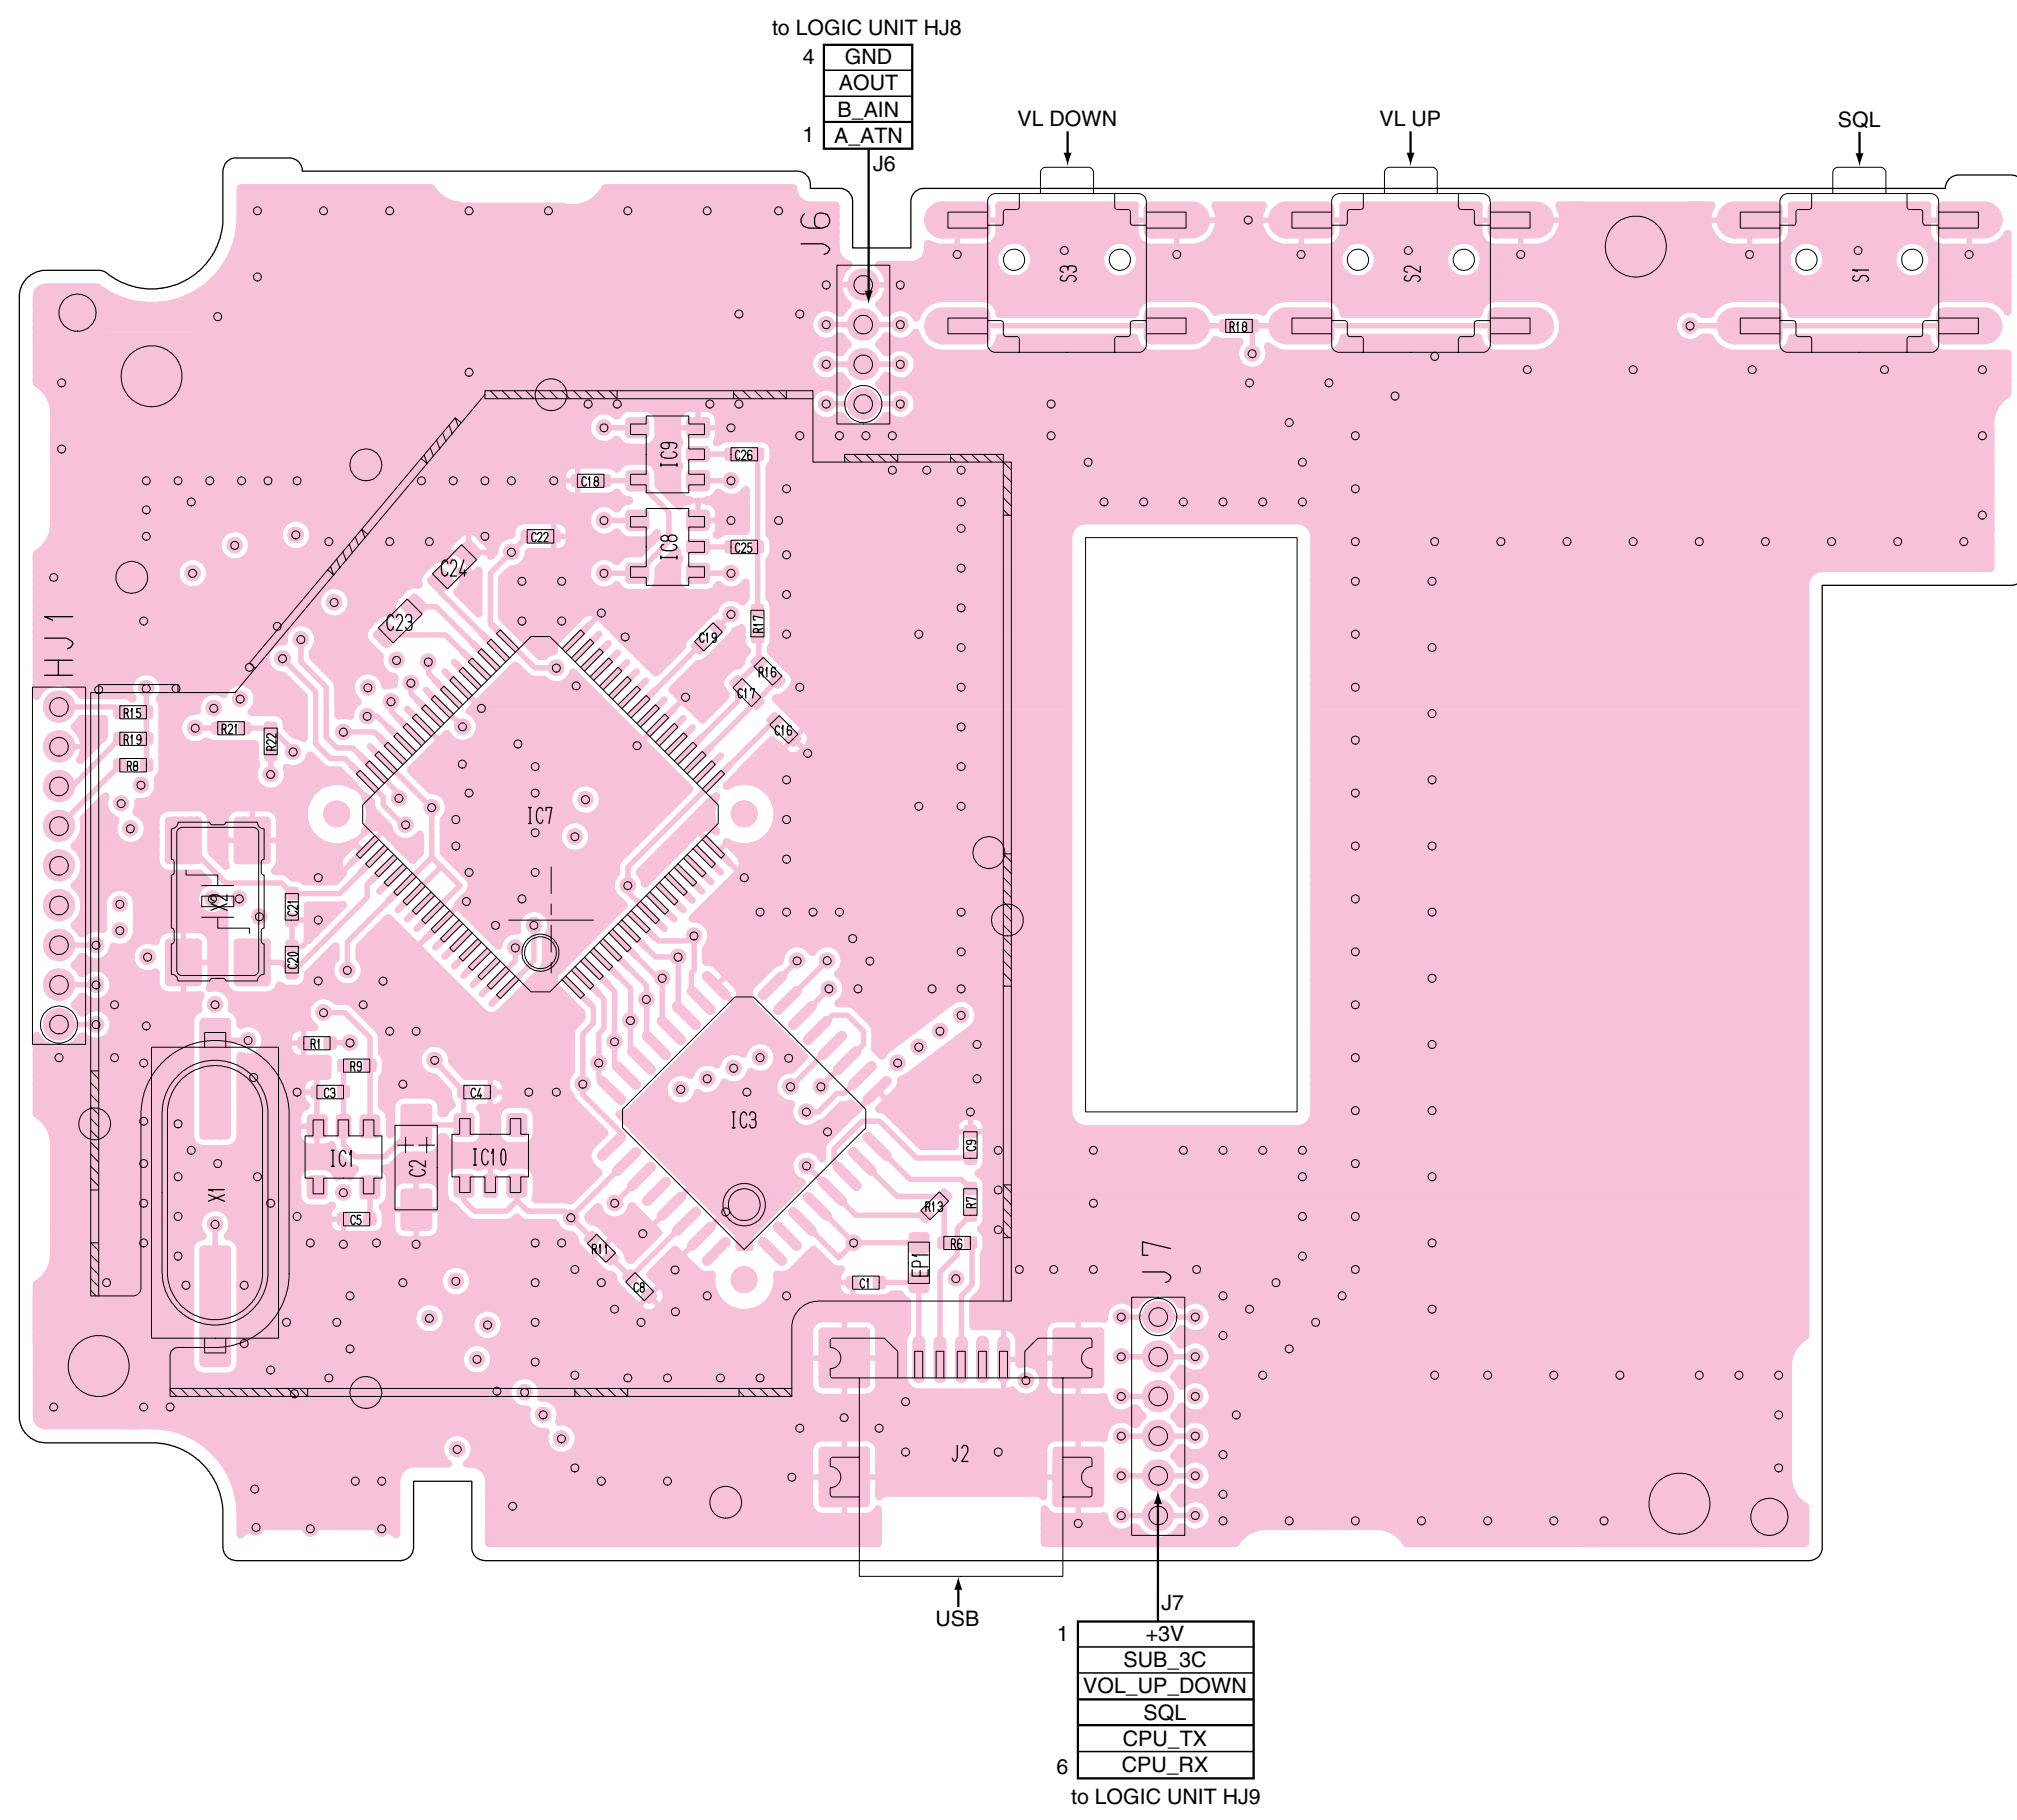 to LOGIC UNIT HJ8
4 GND
AOUT
B_AIN
1 A_ATN
J6
VL DOWN
VL UP
SQL
J6
S3
S2
S1
R18
IC9
C26
C18
C22
IC8
C25
C24
C23
HJ1
C19
R17
R16
C17
C16
R15
R21
R22
R19
R8
IC7
X2
C21
C20
R1
R9
C3
C4
IC3
IC1
C2
IC10
C9
X1
C5
R13
R7
R11
R6
EP1
C8
C1
J7
J2
USB
J7
1 +3V
SUB_3C
VOL_UP_DOWN
SQL
CPU_TX
6 CPU_RX
to LOGIC UNIT HJ9